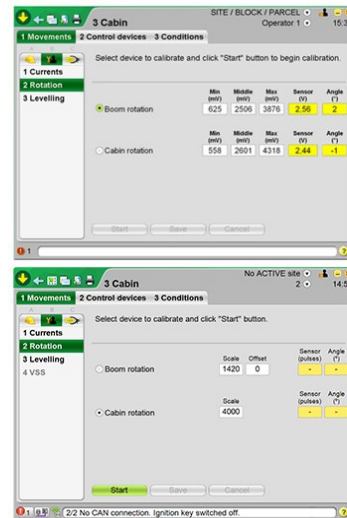 SITE / BLOCK / PARCEL
3 Cabin
Operator 1
15:3
1 Movements 2 Control devices 3 Conditions
A B C
Select device to calibrate and click "Start" button to begin calibration.
1 Currents
2 Rotation
3 Levelling
Min (mV) Middle (mV) Max (mV) Sensor (V) Angle (°)
Boom rotation 625 2506 3876 2.56 2
Min (mV) Middle (mV) Max (mV) Sensor (V) Angle (°)
Cabin rotation 558 2601 4318 2.44 -1
Start Save Cancel
1 ?
No ACTIVE site
3 Cabin
2
14:5
1 Movements 2 Control devices 3 Conditions
A B C
Select device to calibrate and click "Start" button.
1 Currents
2 Rotation
3 Levelling
4 VSS
Scale Offset Sensor (pulses) Angle (°)
Boom rotation 1420 0 - -
Scale Sensor (pulses) Angle (°)
Cabin rotation 4000 - -
Start Save Cancel
1 2/2 No CAN connection. Ignition key switched off. ?